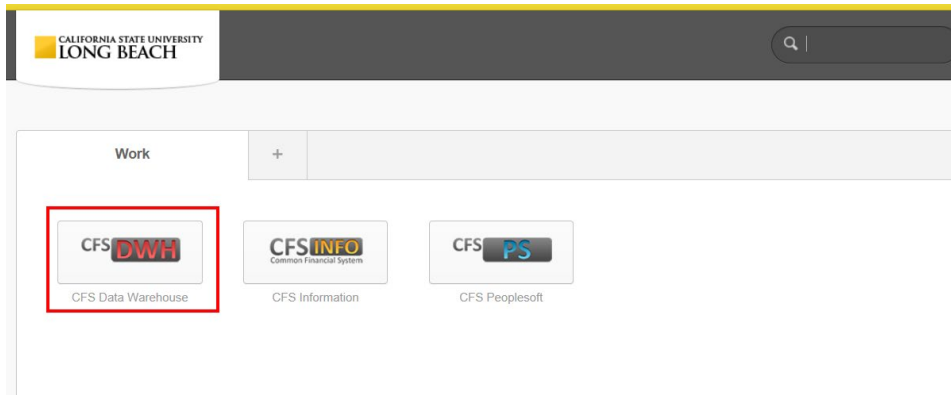 CALIFORNIA STATE UNIVERSITY
LONG BEACH
Work +
CFS DWH
CFS INFO
Common Financial System
CFS PS
CFS Data Warehouse
CFS Information
CFS Peoplesoft